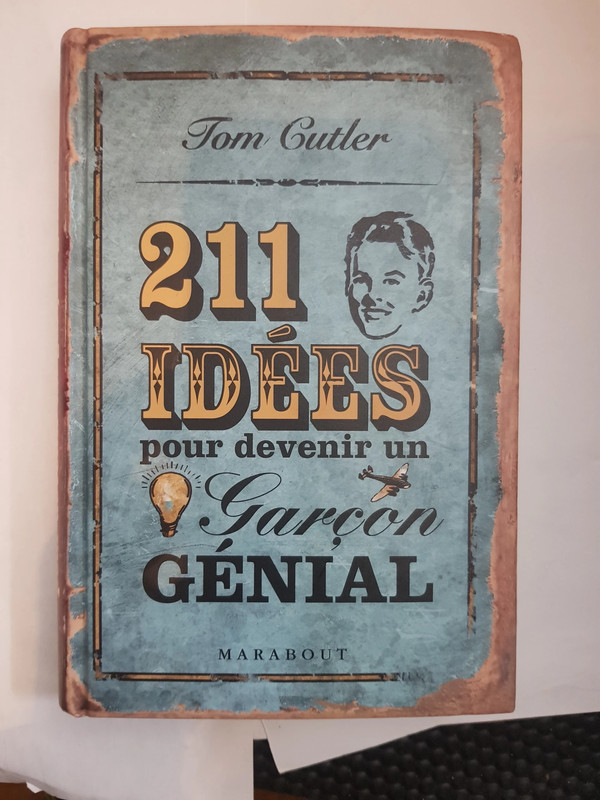 Tom Cutler
211
IDÉES
pour devenir un
Garçon
GÉNIAL
MARABOUT